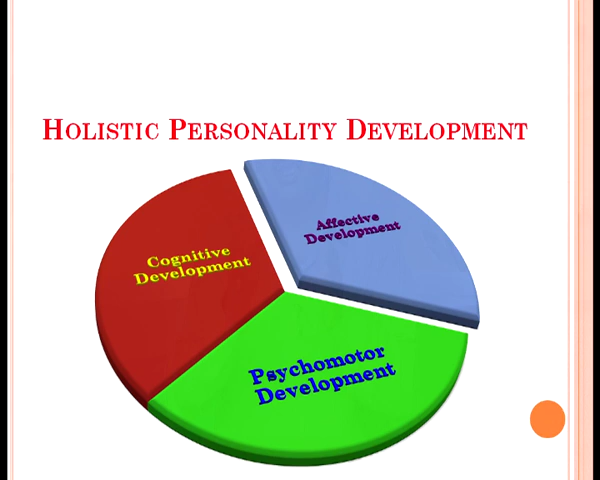 Holistic Personality Development
Affective
Development
Cognitive
Development
Psychomotor
Development